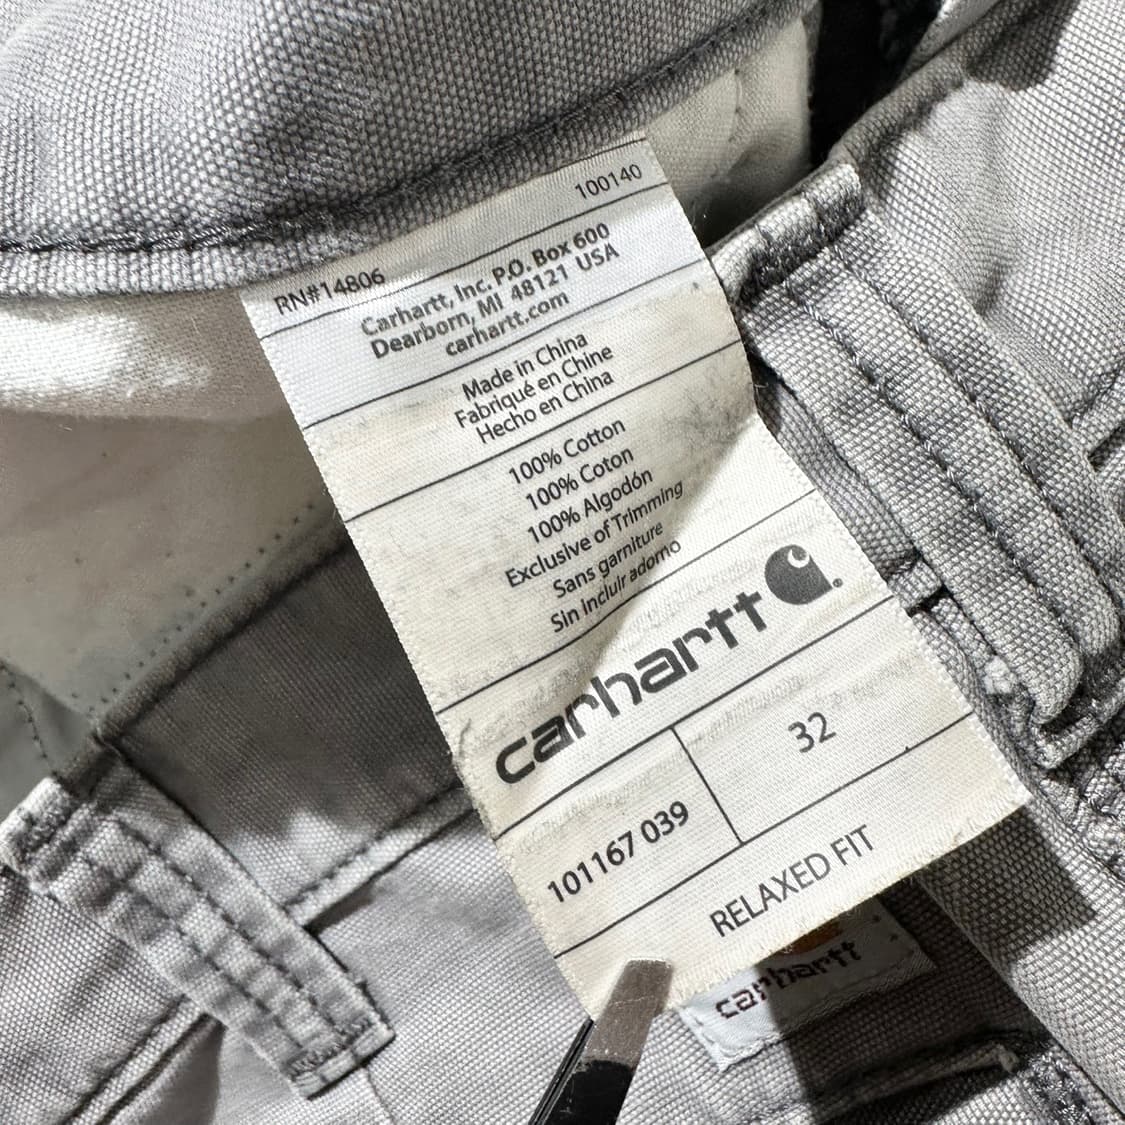 RN#14806 100140
Carhartt, Inc. P.O. Box 600
Dearborn, MI 48121 USA
carhartt.com
Made in China
Fabriqué en Chine
Hecho en China
100% Cotton
100% Coton
100% Algodón
Exclusive of Trimming
Sans garniture
Sin incluir adorno
carhartt
101167 039 32
RELAXED FIT
carhartt